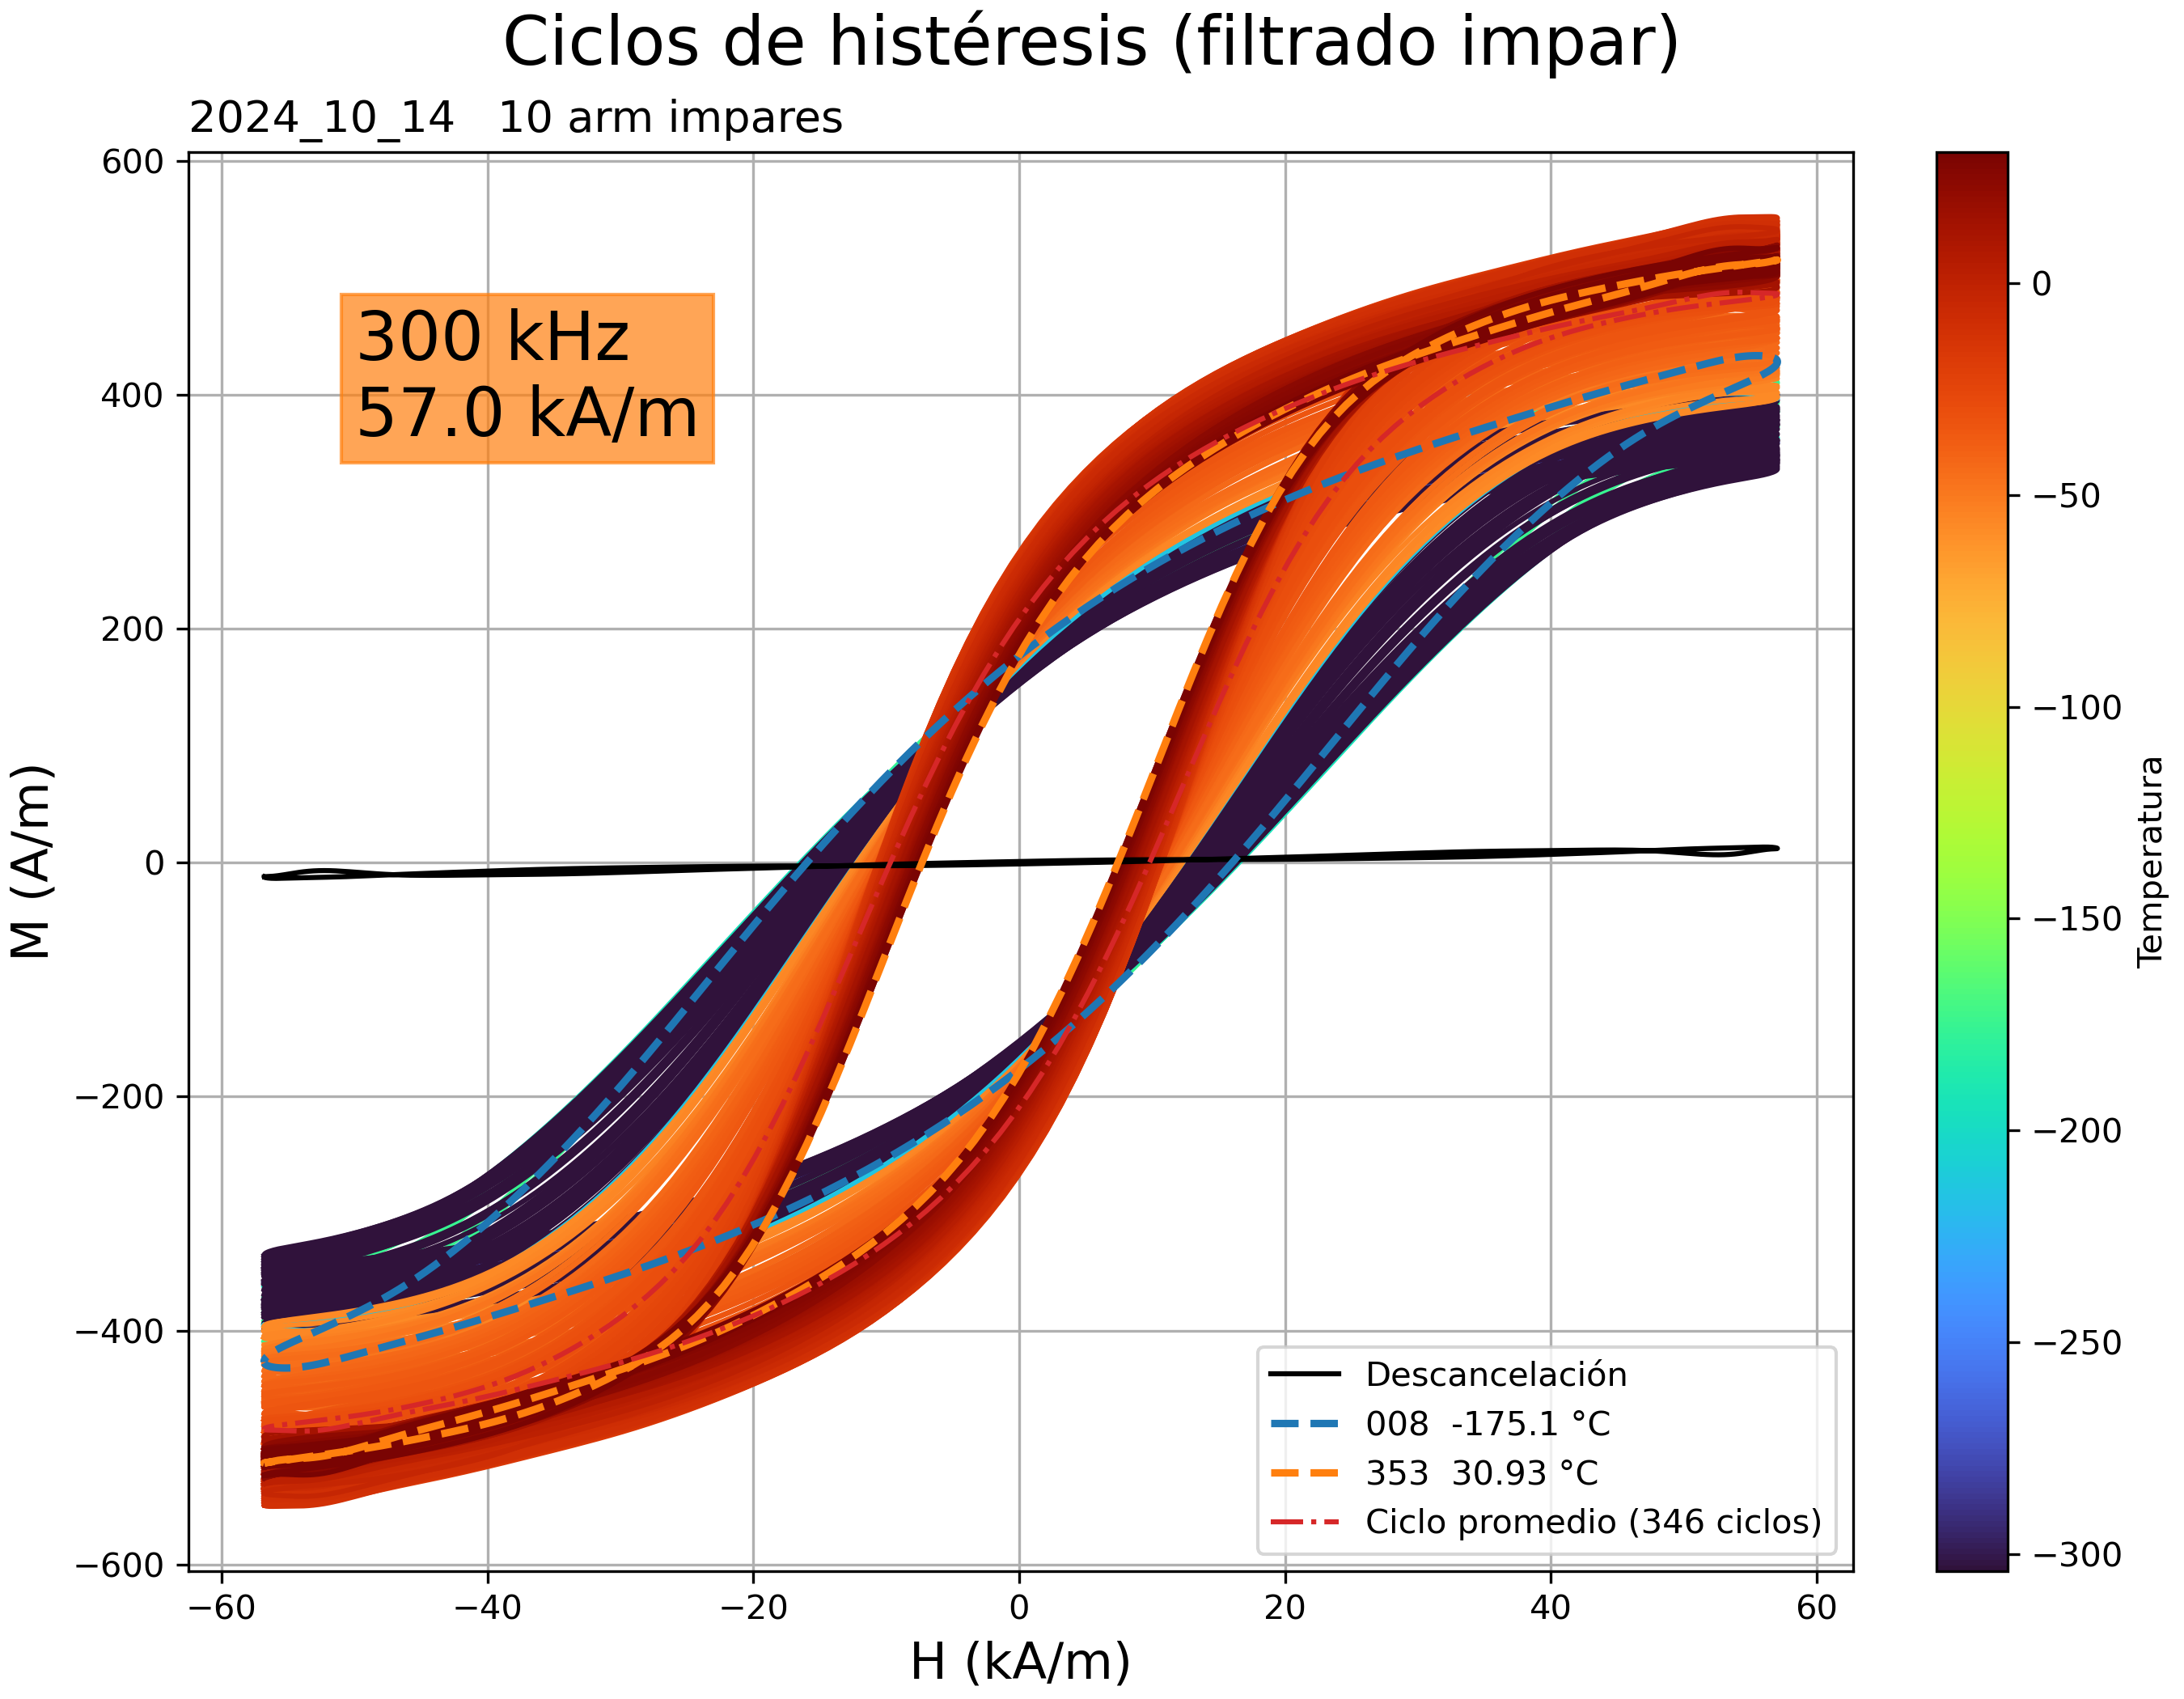 Ciclos de histéresis (filtrado impar)
2024_10_14   10 arm impares
600
400
200
0
−200
−400
−600
M (A/m)
300 kHz
57.0 kA/m
Descancelación
008  -175.1 °C
353  30.93 °C
Ciclo promedio (346 ciclos)
−60
−40
−20
0
20
40
60
H (kA/m)
0
−50
−100
−150
−200
−250
−300
Temperatura